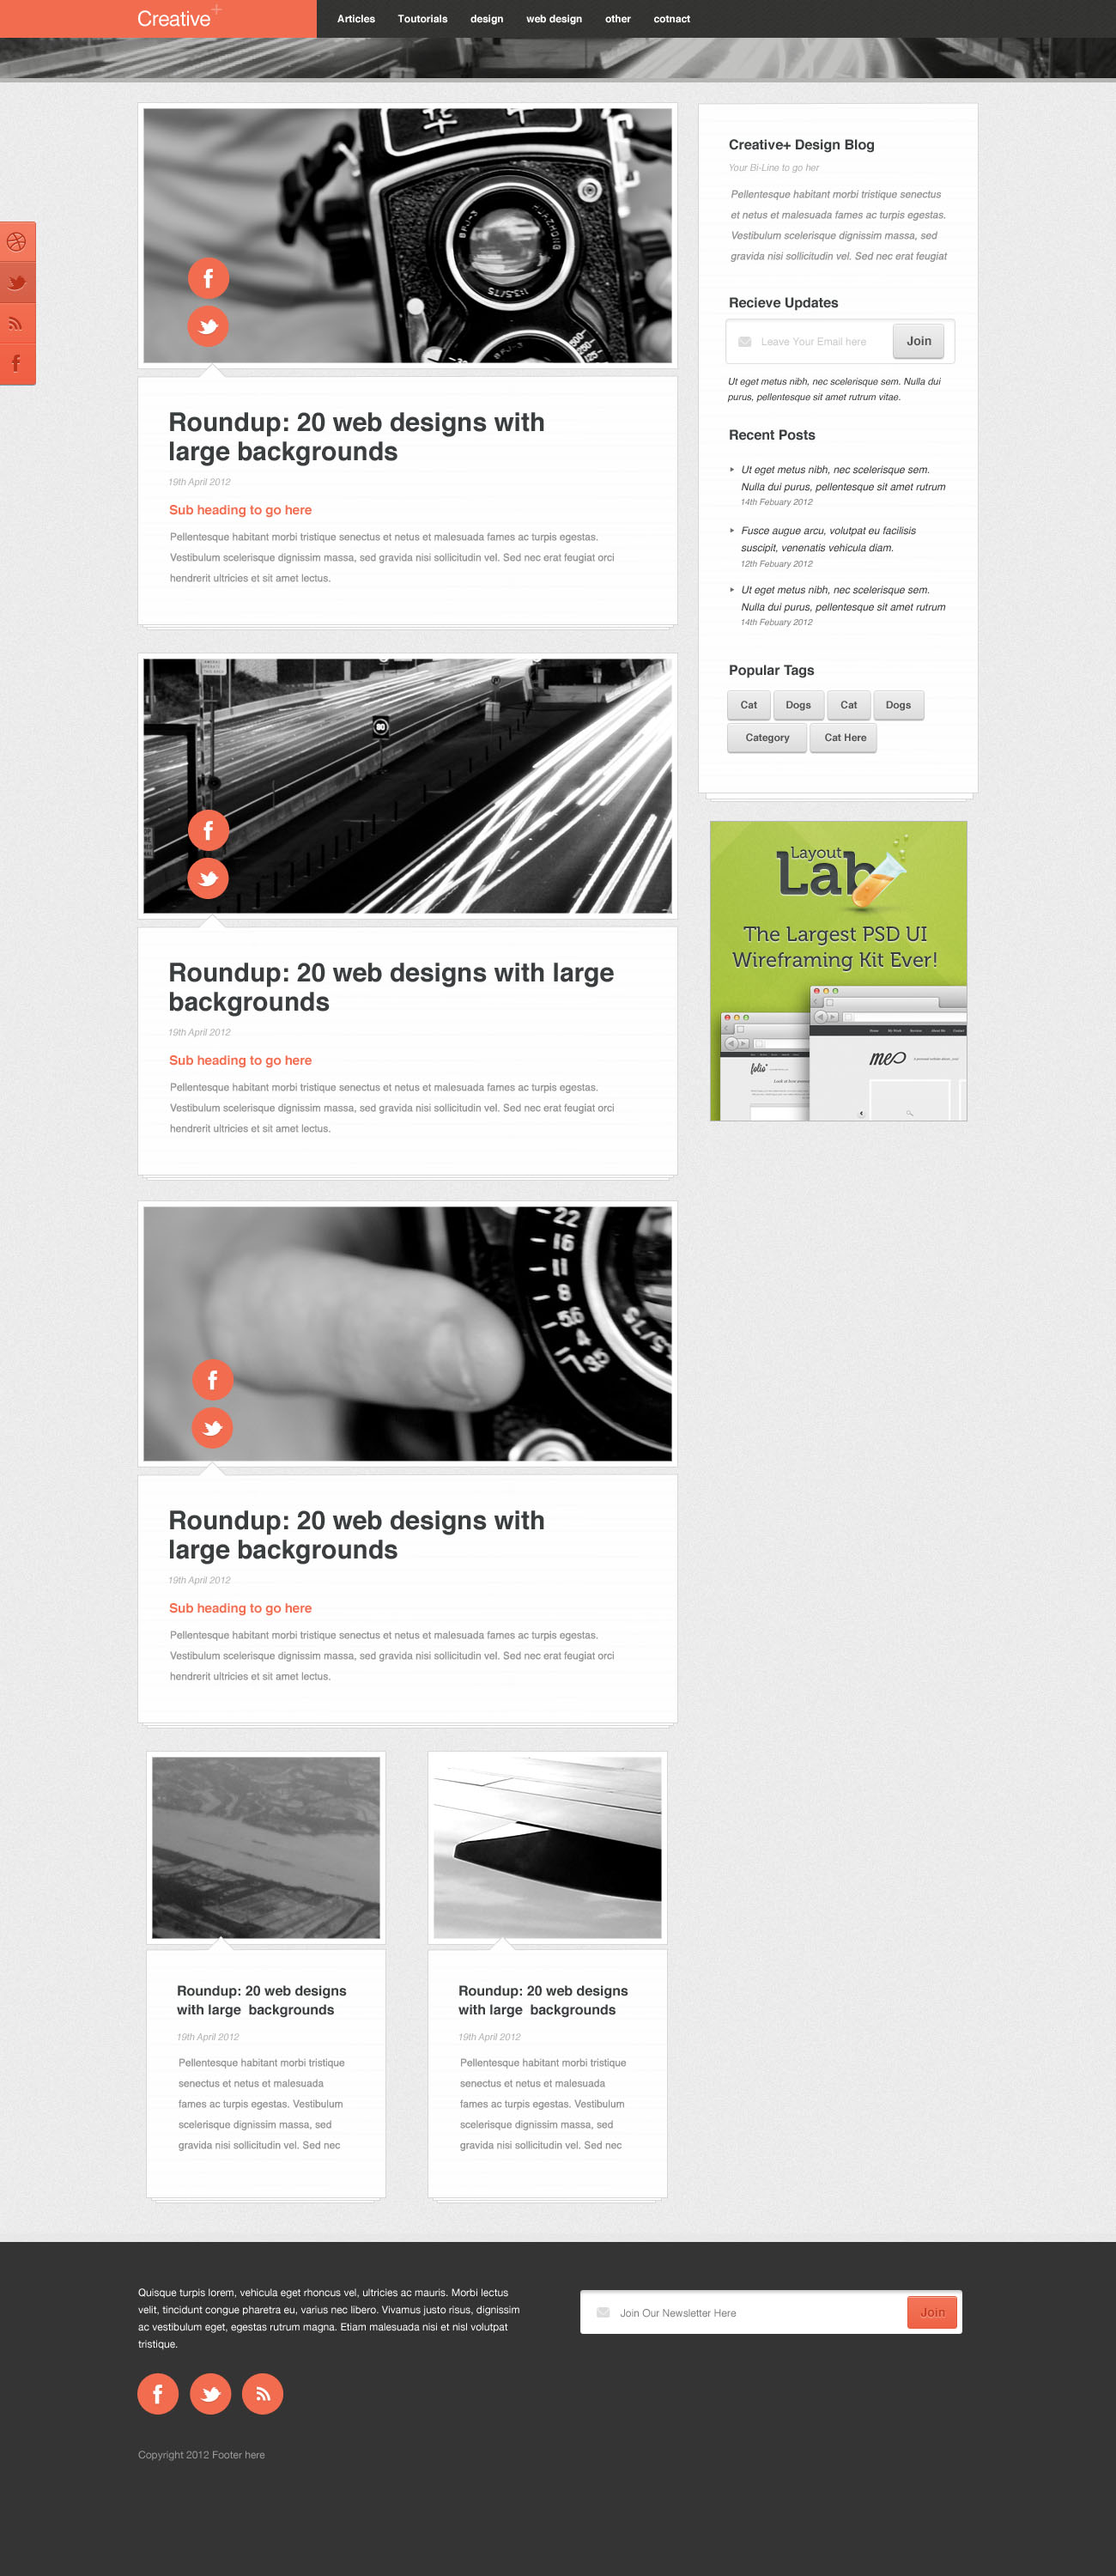 Creative+
Articles Toutorials design web design other cotnact
華 中
BPJ-3 HUAZHONG
1:3.5/75
Roundup: 20 web designs with
large backgrounds
19th April 2012
Sub heading to go here
Pellentesque habitant morbi tristique senectus et netus et malesuada fames ac turpis egestas.
Vestibulum scelerisque dignissim massa, sed gravida nisi sollicitudin vel. Sed nec erat feugiat orci
hendrerit ultricies et sit amet lectus.
Roundup: 20 web designs with large
backgrounds
19th April 2012
Sub heading to go here
Pellentesque habitant morbi tristique senectus et netus et malesuada fames ac turpis egestas.
Vestibulum scelerisque dignissim massa, sed gravida nisi sollicitudin vel. Sed nec erat feugiat orci
hendrerit ultricies et sit amet lectus.
22
16
11
8
5.6
4
Roundup: 20 web designs with
large backgrounds
19th April 2012
Sub heading to go here
Pellentesque habitant morbi tristique senectus et netus et malesuada fames ac turpis egestas.
Vestibulum scelerisque dignissim massa, sed gravida nisi sollicitudin vel. Sed nec erat feugiat orci
hendrerit ultricies et sit amet lectus.
Roundup: 20 web designs
with large backgrounds
19th April 2012
Pellentesque habitant morbi tristique
senectus et netus et malesuada
fames ac turpis egestas. Vestibulum
scelerisque dignissim massa, sed
gravida nisi sollicitudin vel. Sed nec
Roundup: 20 web designs
with large backgrounds
19th April 2012
Pellentesque habitant morbi tristique
senectus et netus et malesuada
fames ac turpis egestas. Vestibulum
scelerisque dignissim massa, sed
gravida nisi sollicitudin vel. Sed nec
Creative+ Design Blog
Your Bi-Line to go her
Pellentesque habitant morbi tristique senectus
et netus et malesuada fames ac turpis egestas.
Vestibulum scelerisque dignissim massa, sed
gravida nisi sollicitudin vel. Sed nec erat feugiat
Recieve Updates
Leave Your Email here Join
Ut eget metus nibh, nec scelerisque sem. Nulla dui
purus, pellentesque sit amet rutrum vitae.
Recent Posts
Ut eget metus nibh, nec scelerisque sem.
Nulla dui purus, pellentesque sit amet rutrum
14th Febuary 2012
Fusce augue arcu, volutpat eu facilisis
suscipit, venenatis vehicula diam.
12th Febuary 2012
Ut eget metus nibh, nec scelerisque sem.
Nulla dui purus, pellentesque sit amet rutrum
14th Febuary 2012
Popular Tags
Cat Dogs Cat Dogs
Category Cat Here
Layout
Lab
The Largest PSD UI
Wireframing Kit Ever!
folio
me
Quisque turpis lorem, vehicula eget rhoncus vel, ultricies ac mauris. Morbi lectus
velit, tincidunt congue pharetra eu, varius nec libero. Vivamus justo risus, dignissim
ac vestibulum eget, egestas rutrum magna. Etiam malesuada nisi et nisl volutpat
tristique.
Join Our Newsletter Here Join
Copyright 2012 Footer here